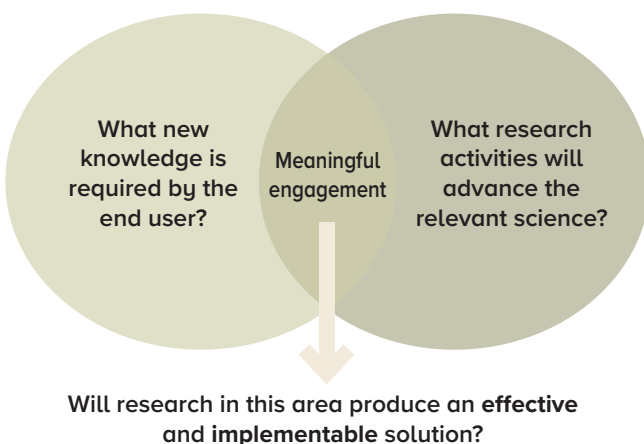 What new
knowledge is
required by the
end user?
Meaningful
engagement
What research
activities will
advance the
relevant science?
Will research in this area produce an effective
and implementable solution?